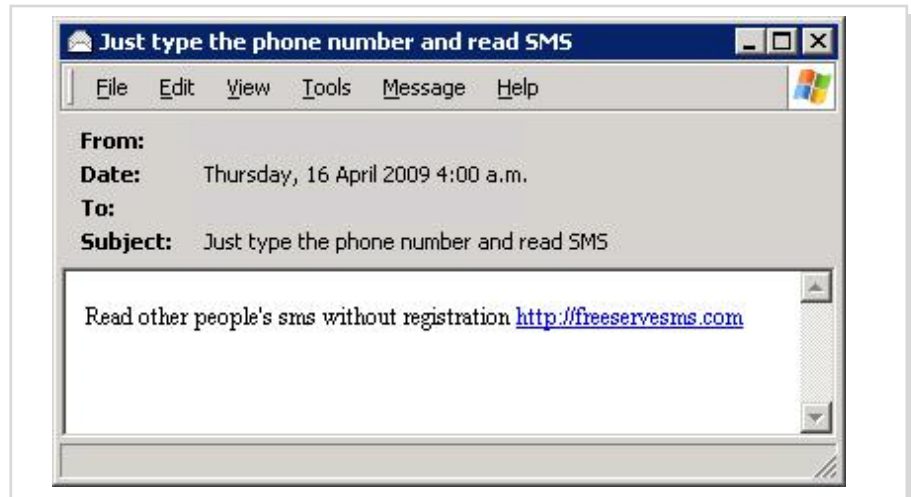 Just type the phone number and read SMS
File Edit View Tools Message Help
From:
Date: Thursday, 16 April 2009 4:00 a.m.
To:
Subject: Just type the phone number and read SMS
Read other people's sms without registration http://freeservesms.com